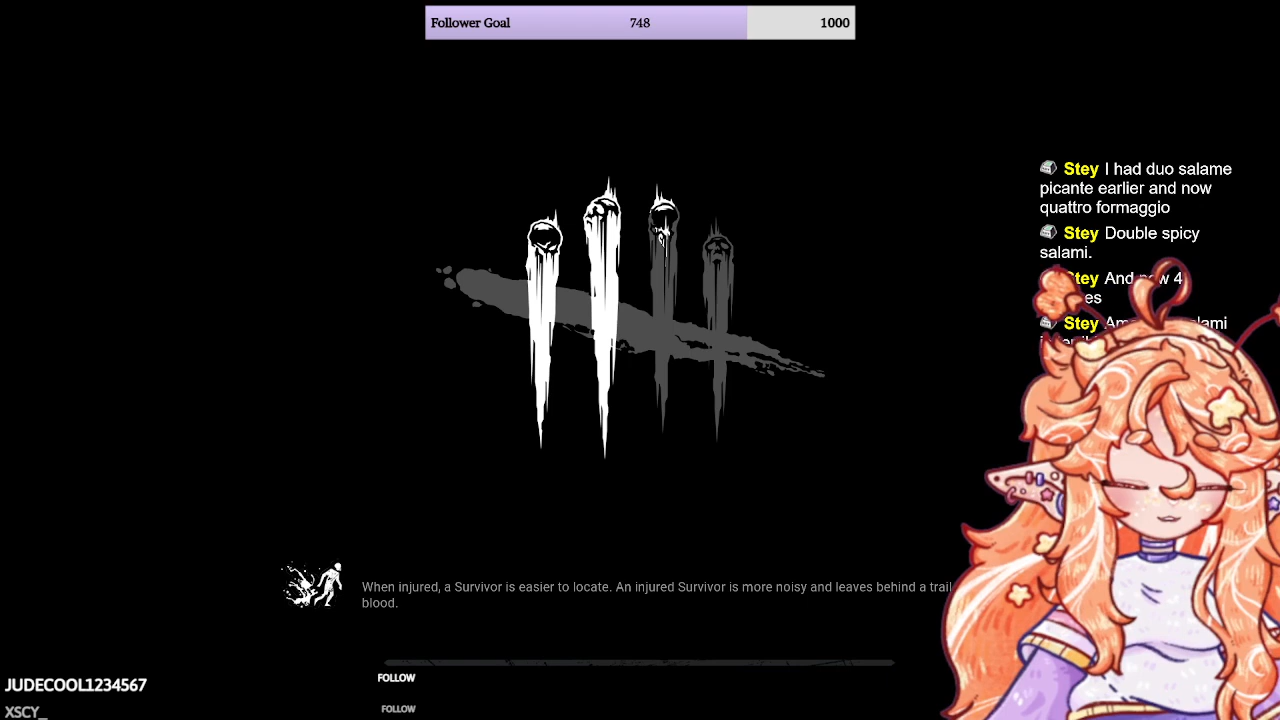 Follower Goal 748 1000
Stey I had duo salame
picante earlier and now
quattro formaggio
Stey Double spicy
salami.
Stey And now 4
Stey
When injured, a Survivor is easier to locate. An injured Survivor is more noisy and leaves behind a trail
blood.
FOLLOW
JUDECOOL1234567
FOLLOW
XSCY_